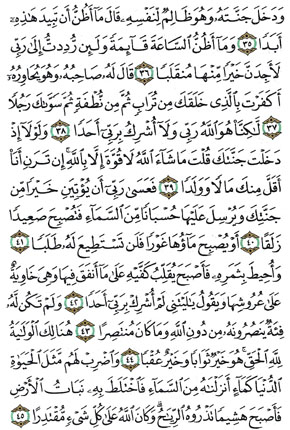 وَدَخَلَ جَنَّتَهُۥ وَهُوَ ظَالِمٌ لِّنَفْسِهِۦ قَالَ مَآ أَظُنُّ أَن تَبِيدَ هَٰذِهِۦٓ
أَبَدًا ٣٥ وَمَآ أَظُنُّ ٱلسَّاعَةَ قَآئِمَةً وَلَئِن رُّدِدتُّ إِلَىٰ رَبِّى
لَأَجِدَنَّ خَيْرًا مِّنْهَا مُنقَلَبًا ٣٦ قَالَ لَهُۥ صَاحِبُهُۥ وَهُوَ يُحَاوِرُهُۥٓ
أَكَفَرْتَ بِٱلَّذِى خَلَقَكَ مِن تُرَابٍ ثُمَّ مِن نُّطْفَةٍ ثُمَّ سَوَّىٰكَ رَجُلًا
٣٧ لَّٰكِنَّا۠ هُوَ ٱللَّهُ رَبِّى وَلَآ أُشْرِكُ بِرَبِّىٓ أَحَدًا ٣٨ وَلَوْلَآ إِذْ
دَخَلْتَ جَنَّتَكَ قُلْتَ مَا شَآءَ ٱللَّهُ لَا قُوَّةَ إِلَّا بِٱللَّهِ إِن تَرَنِ أَنَا۠
أَقَلَّ مِنكَ مَالًا وَوَلَدًا ٣٩ فَعَسَىٰ رَبِّىٓ أَن يُؤْتِيَنِ خَيْرًا مِّن
جَنَّتِكَ وَيُرْسِلَ عَلَيْهَا حُسْبَانًا مِّنَ ٱلسَّمَآءِ فَتُصْبِحَ صَعِيدًا
زَلَقًا ٤٠ أَوْ يُصْبِحَ مَآؤُهَا غَوْرًا فَلَن تَسْتَطِيعَ لَهُۥ طَلَبًا ٤١
وَأُحِيطَ بِثَمَرِهِۦ فَأَصْبَحَ يُقَلِّبُ كَفَّيْهِ عَلَىٰ مَآ أَنفَقَ فِيهَا وَهِىَ خَاوِيَةٌ
عَلَىٰ عُرُوشِهَا وَيَقُولُ يَٰلَيْتَنِى لَمْ أُشْرِكْ بِرَبِّىٓ أَحَدًا ٤٢ وَلَمْ تَكُن لَّهُۥ
فِئَةٌ يَنصُرُونَهُۥ مِن دُونِ ٱللَّهِ وَمَا كَانَ مُنتَصِرًا ٤٣ هُنَالِكَ ٱلْوَلَٰيَةُ
لِلَّهِ ٱلْحَقِّ هُوَ خَيْرٌ ثَوَابًا وَخَيْرٌ عُقْبًا ٤٤ وَٱضْرِبْ لَهُم مَّثَلَ ٱلْحَيَوٰةِ
ٱلدُّنْيَا كَمَآءٍ أَنزَلْنَٰهُ مِنَ ٱلسَّمَآءِ فَٱخْتَلَطَ بِهِۦ نَبَاتُ ٱلْأَرْضِ
فَأَصْبَحَ هَشِيمًا تَذْرُوهُ ٱلرِّيَٰحُ وَكَانَ ٱللَّهُ عَلَىٰ كُلِّ شَىْءٍ مُّقْتَدِرًا ٤٥